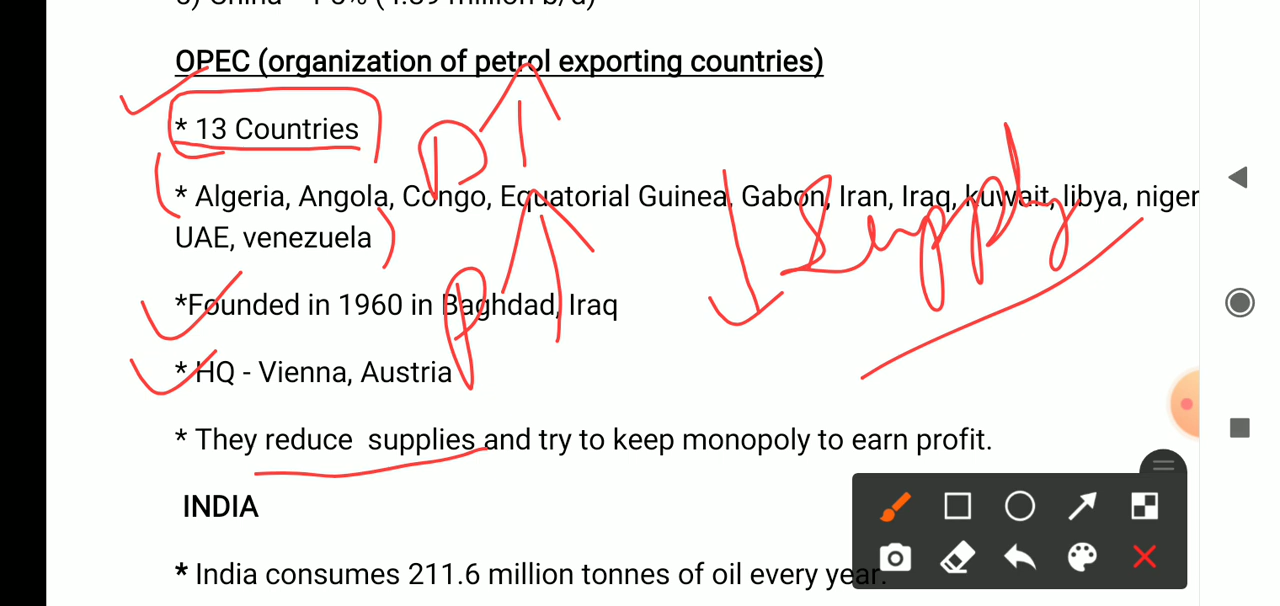 OPEC (organization of petrol exporting countries)
* 13 Countries
D
* Algeria, Angola, Congo, Equatorial Guinea, Gabon, Iran, Iraq, kuwait, libya, niger
Supply
UAE, venezuela
*Founded in 1960 in Baghdad, Iraq
P
* HQ - Vienna, Austria
* They reduce supplies and try to keep monopoly to earn profit.
INDIA
* India consumes 211.6 million tonnes of oil every year.